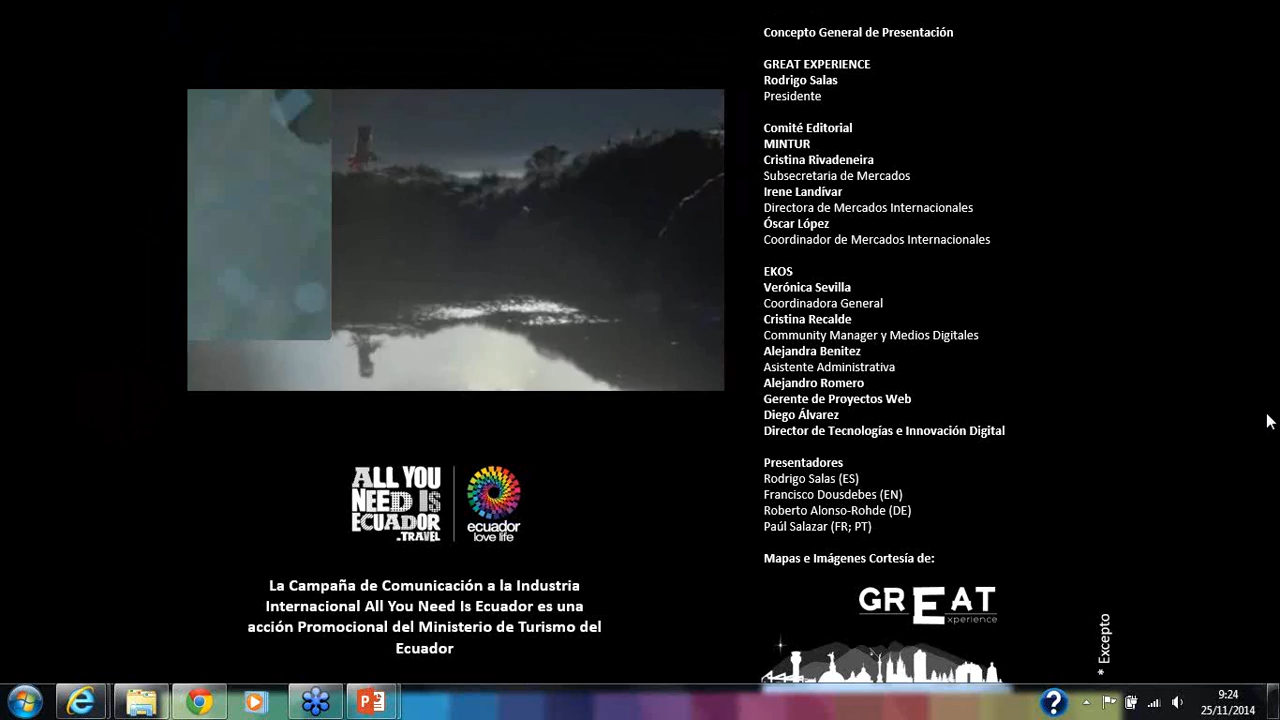 Concepto General de Presentación
GREAT EXPERIENCE
Rodrigo Salas
Presidente
Comité Editorial
MINTUR
Cristina Rivadeneira
Subsecretaria de Mercados
Irene Landívar
Directora de Mercados Internacionales
Óscar López
Coordinador de Mercados Internacionales
EKOS
Verónica Sevilla
Coordinadora General
Cristina Recalde
Community Manager y Medios Digitales
Alejandra Benitez
Asistente Administrativa
Alejandro Romero
Gerente de Proyectos Web
Diego Álvarez
Director de Tecnologías e Innovación Digital
Presentadores
Rodrigo Salas (ES)
Francisco Dousdebes (EN)
Roberto Alonso-Rohde (DE)
Paúl Salazar (FR; PT)
Mapas e Imágenes Cortesía de:
GREAT
xperience
* Excepto
ALL YOU
NEED IS
ECUADOR
.TRAVEL
ecuador
love life
La Campaña de Comunicación a la Industria
Internacional All You Need Is Ecuador es una
acción Promocional del Ministerio de Turismo del
Ecuador
9:24
25/11/2014